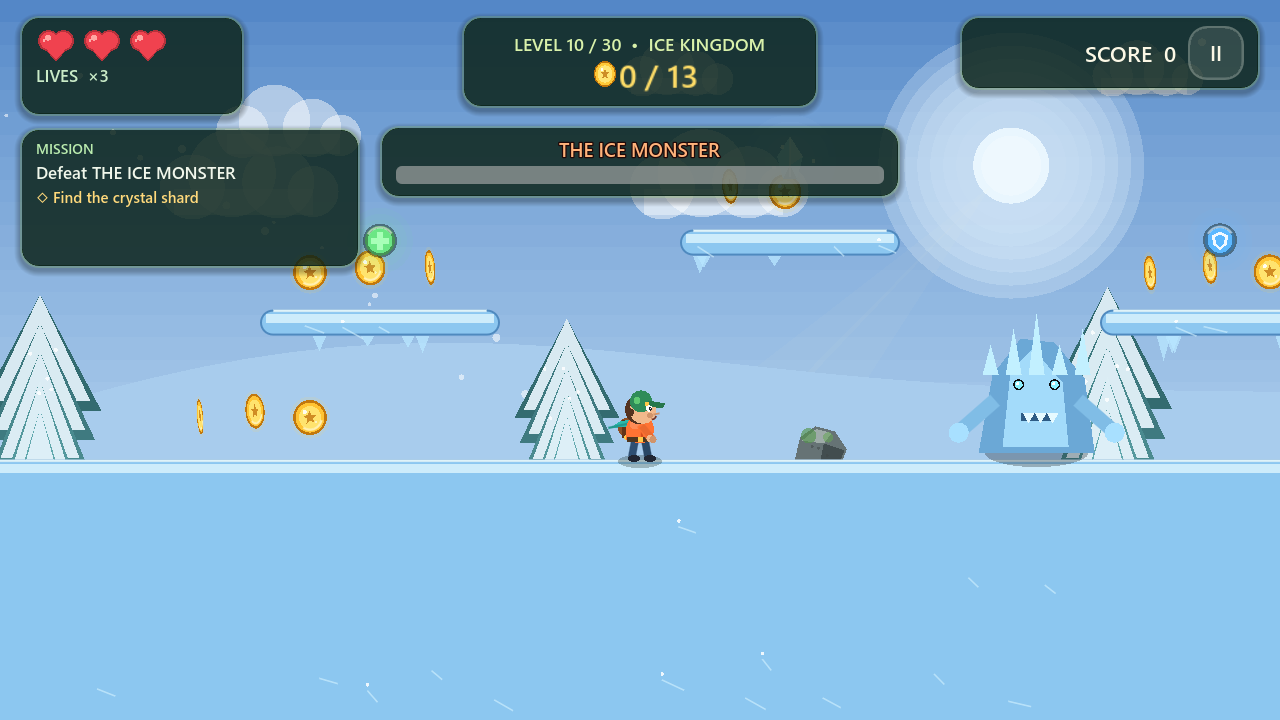 LIVES ×3
LEVEL 10 / 30 • ICE KINGDOM
0 / 13
SCORE 0
MISSION
Defeat THE ICE MONSTER
◇ Find the crystal shard
THE ICE MONSTER